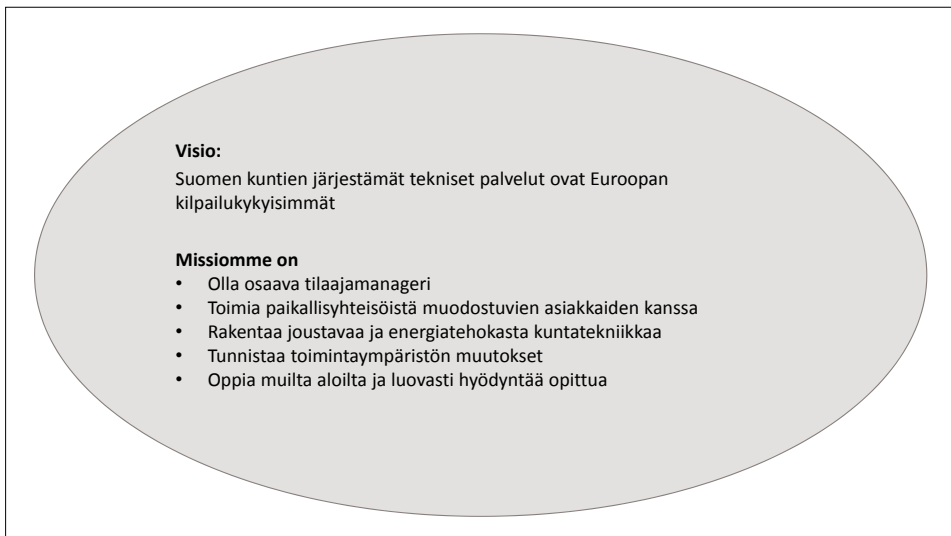 Visio:
Suomen kuntien järjestämät tekniset palvelut ovat Euroopan
kilpailukykyisimmät
Missiomme on
• Olla osaava tilaajamanageri
• Toimia paikallisyhteisöistä muodostuvien asiakkaiden kanssa
• Rakentaa joustavaa ja energiatehokasta kuntatekniikkaa
• Tunnistaa toimintaympäristön muutokset
• Oppia muilta aloilta ja luovasti hyödyntää opittua